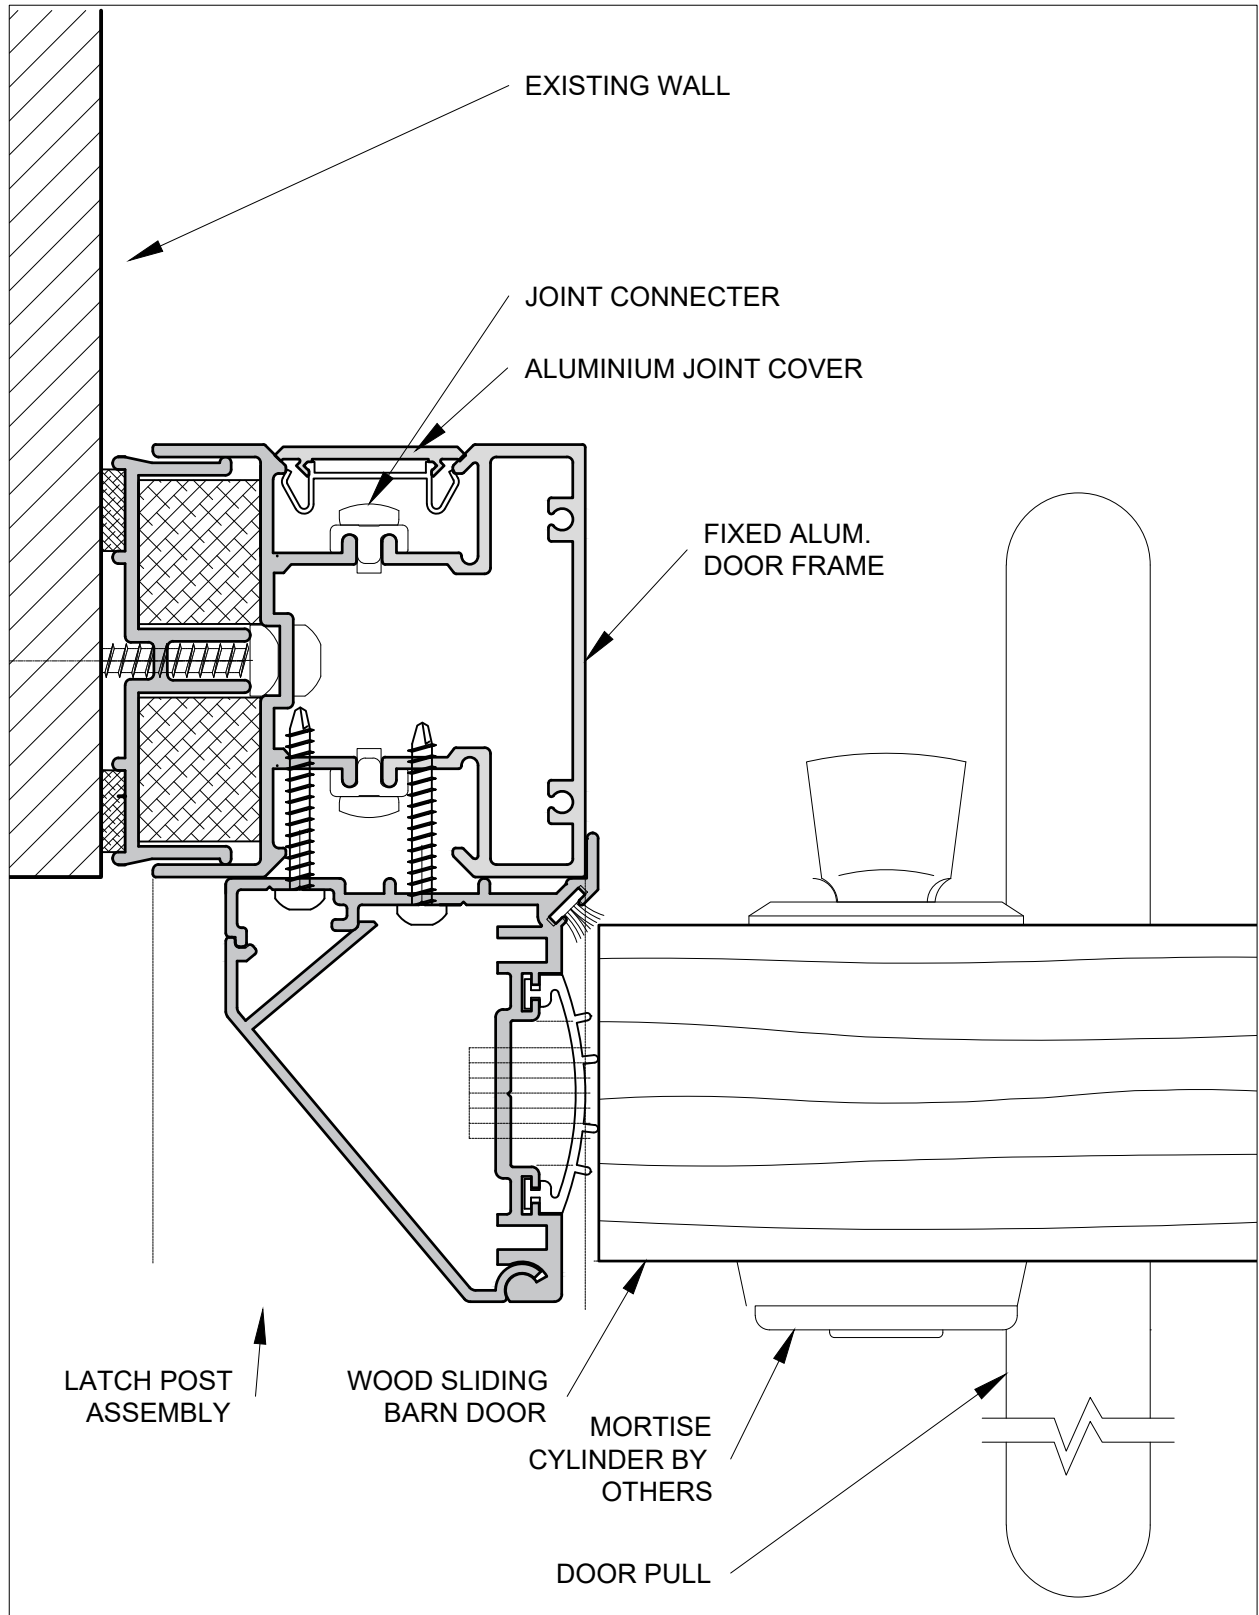 EXISTING WALL
JOINT CONNECTER
ALUMINIUM JOINT COVER
FIXED ALUM.
DOOR FRAME
LATCH POST
ASSEMBLY
WOOD SLIDING
BARN DOOR
MORTISE
CYLINDER BY
OTHERS
DOOR PULL